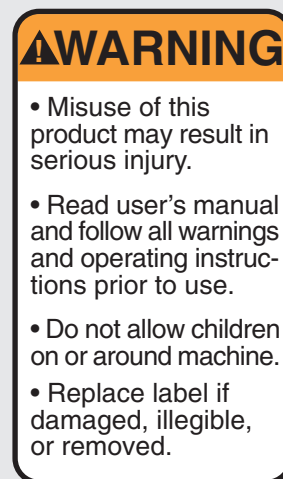 WARNING
• Misuse of this
product may result in
serious injury.
• Read user’s manual
and follow all warnings
and operating instruc-
tions prior to use.
• Do not allow children
on or around machine.
• Replace label if
damaged, illegible,
or removed.